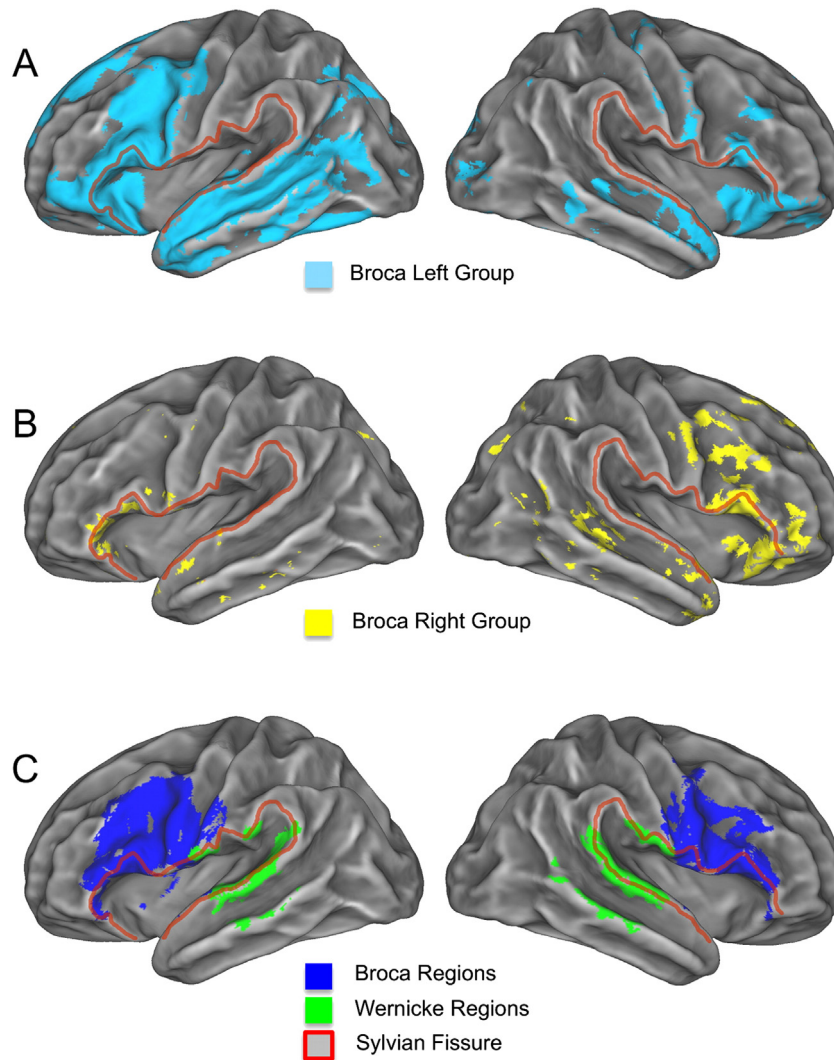 A
Broca Left Group
B
Broca Right Group
C
Broca Regions
Wernicke Regions
Sylvian Fissure